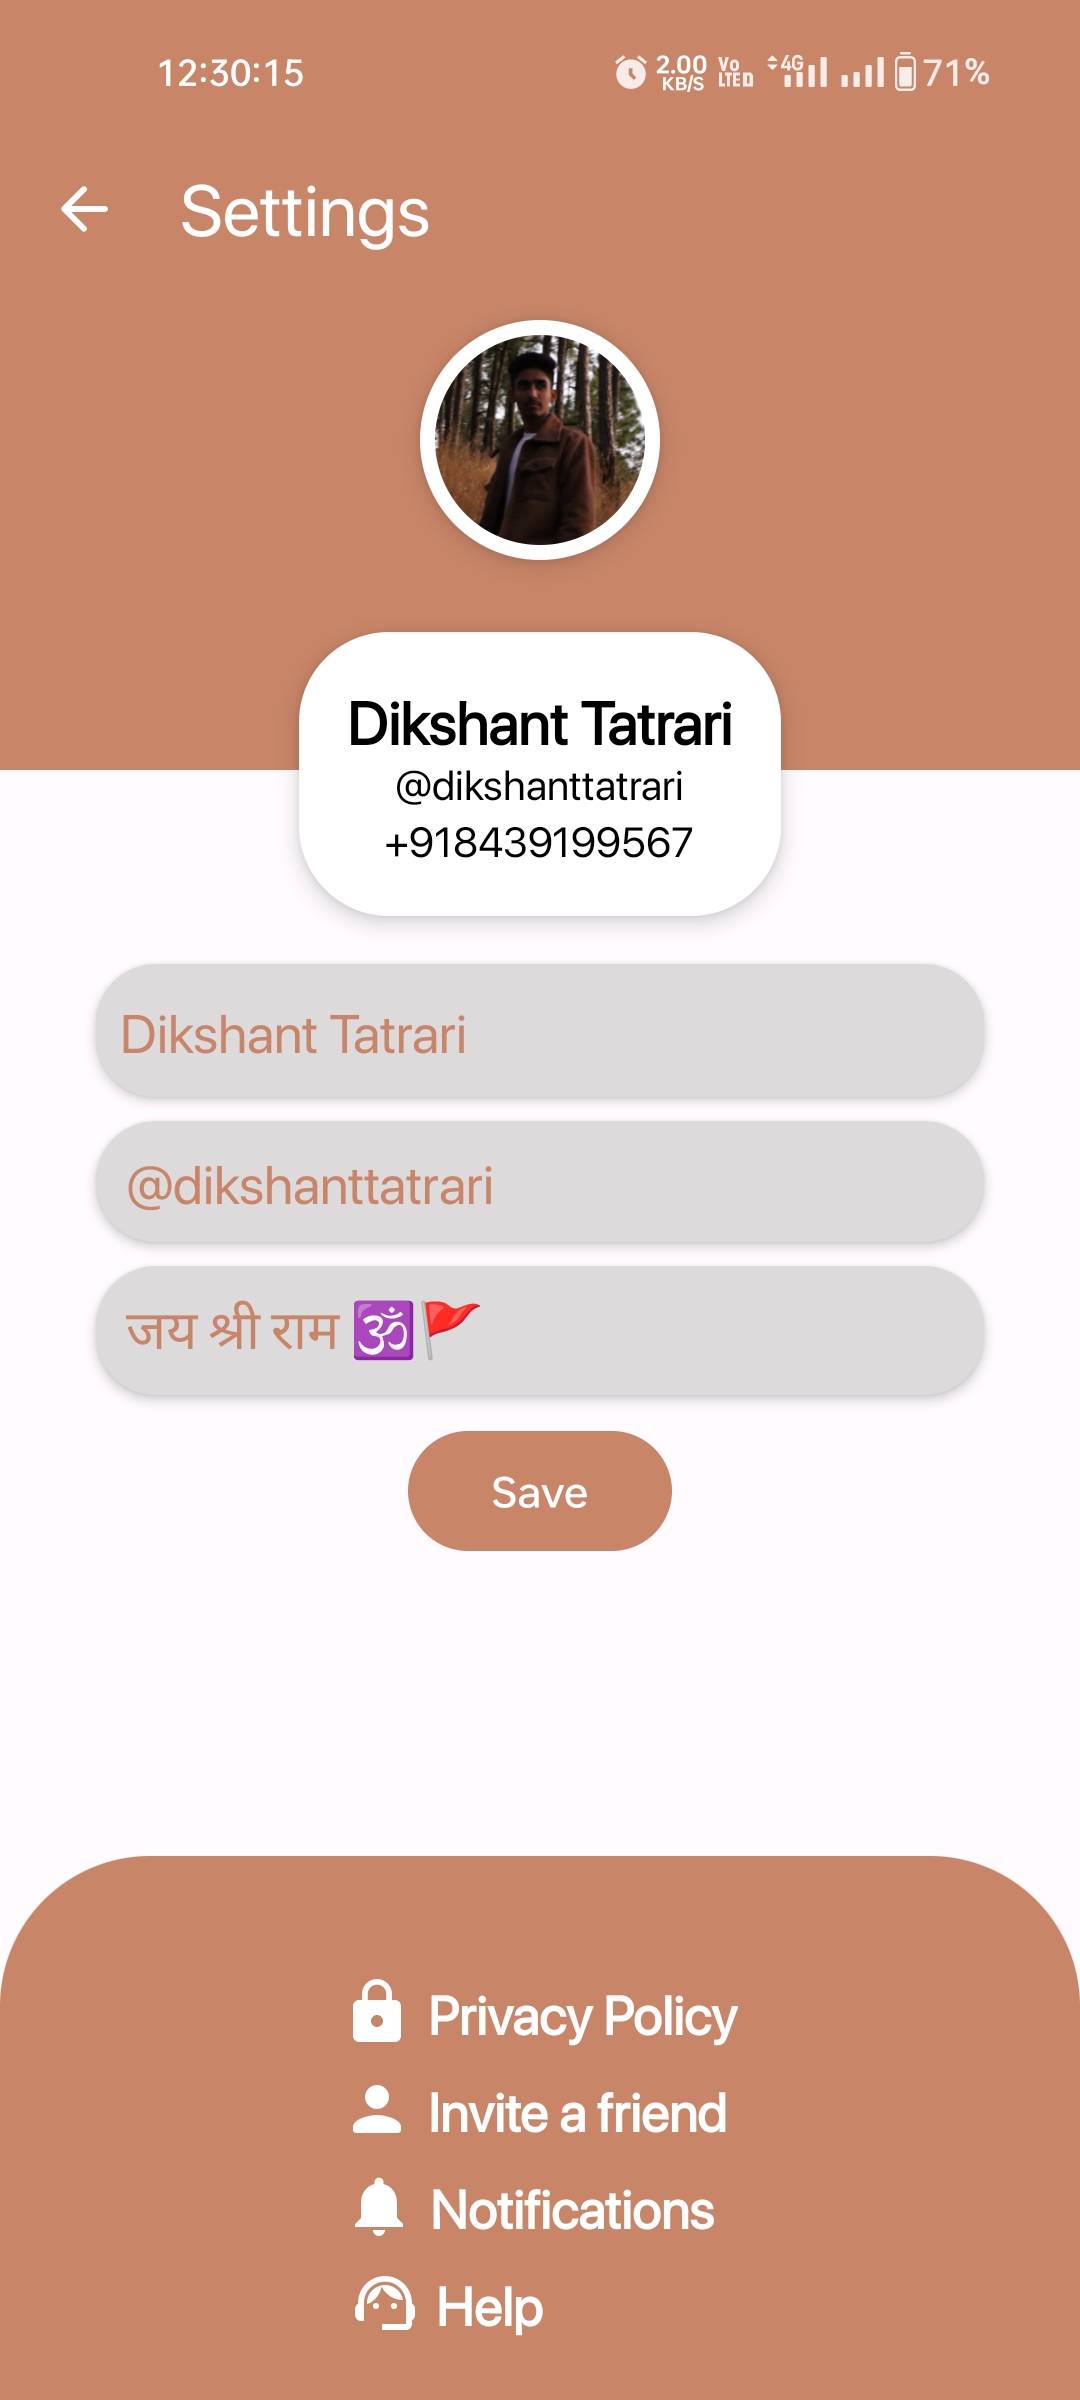 12:30:15 2.00 KB/S Vo LTE 4G 71%
Settings
Dikshant Tatrari
@dikshanttatrari
+918439199567
Dikshant Tatrari
@dikshanttatrari
जय श्री राम 🕉️🚩
Save
Privacy Policy
Invite a friend
Notifications
Help